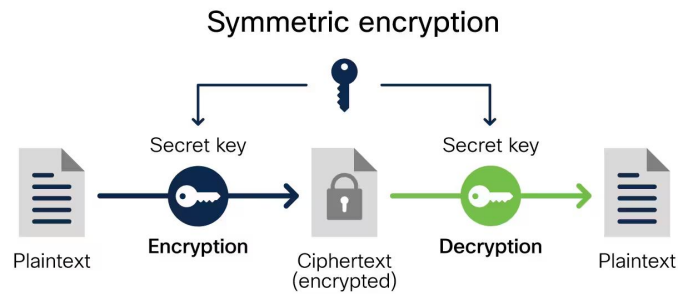 Symmetric encryption
Secret key
Secret key
Encryption
Decryption
Plaintext
Ciphertext
(encrypted)
Plaintext